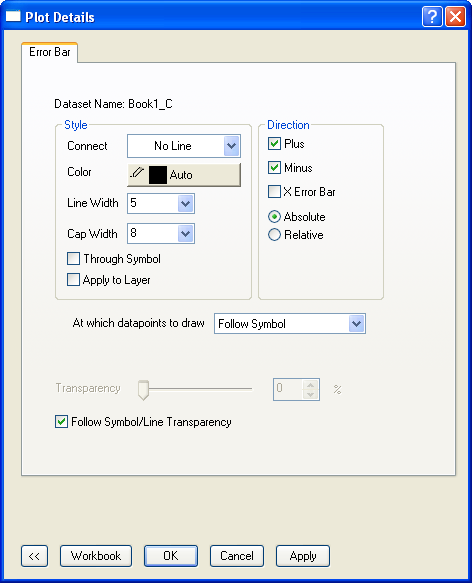 Plot Details
Error Bar
Dataset Name: Book1_C
Style
Connect No Line
Color Auto
Line Width 5
Cap Width 8
Through Symbol
Apply to Layer
Direction
Plus
Minus
X Error Bar
Absolute
Relative
At which datapoints to draw Follow Symbol
Transparency 0 %
Follow Symbol/Line Transparency
<< Workbook OK Cancel Apply